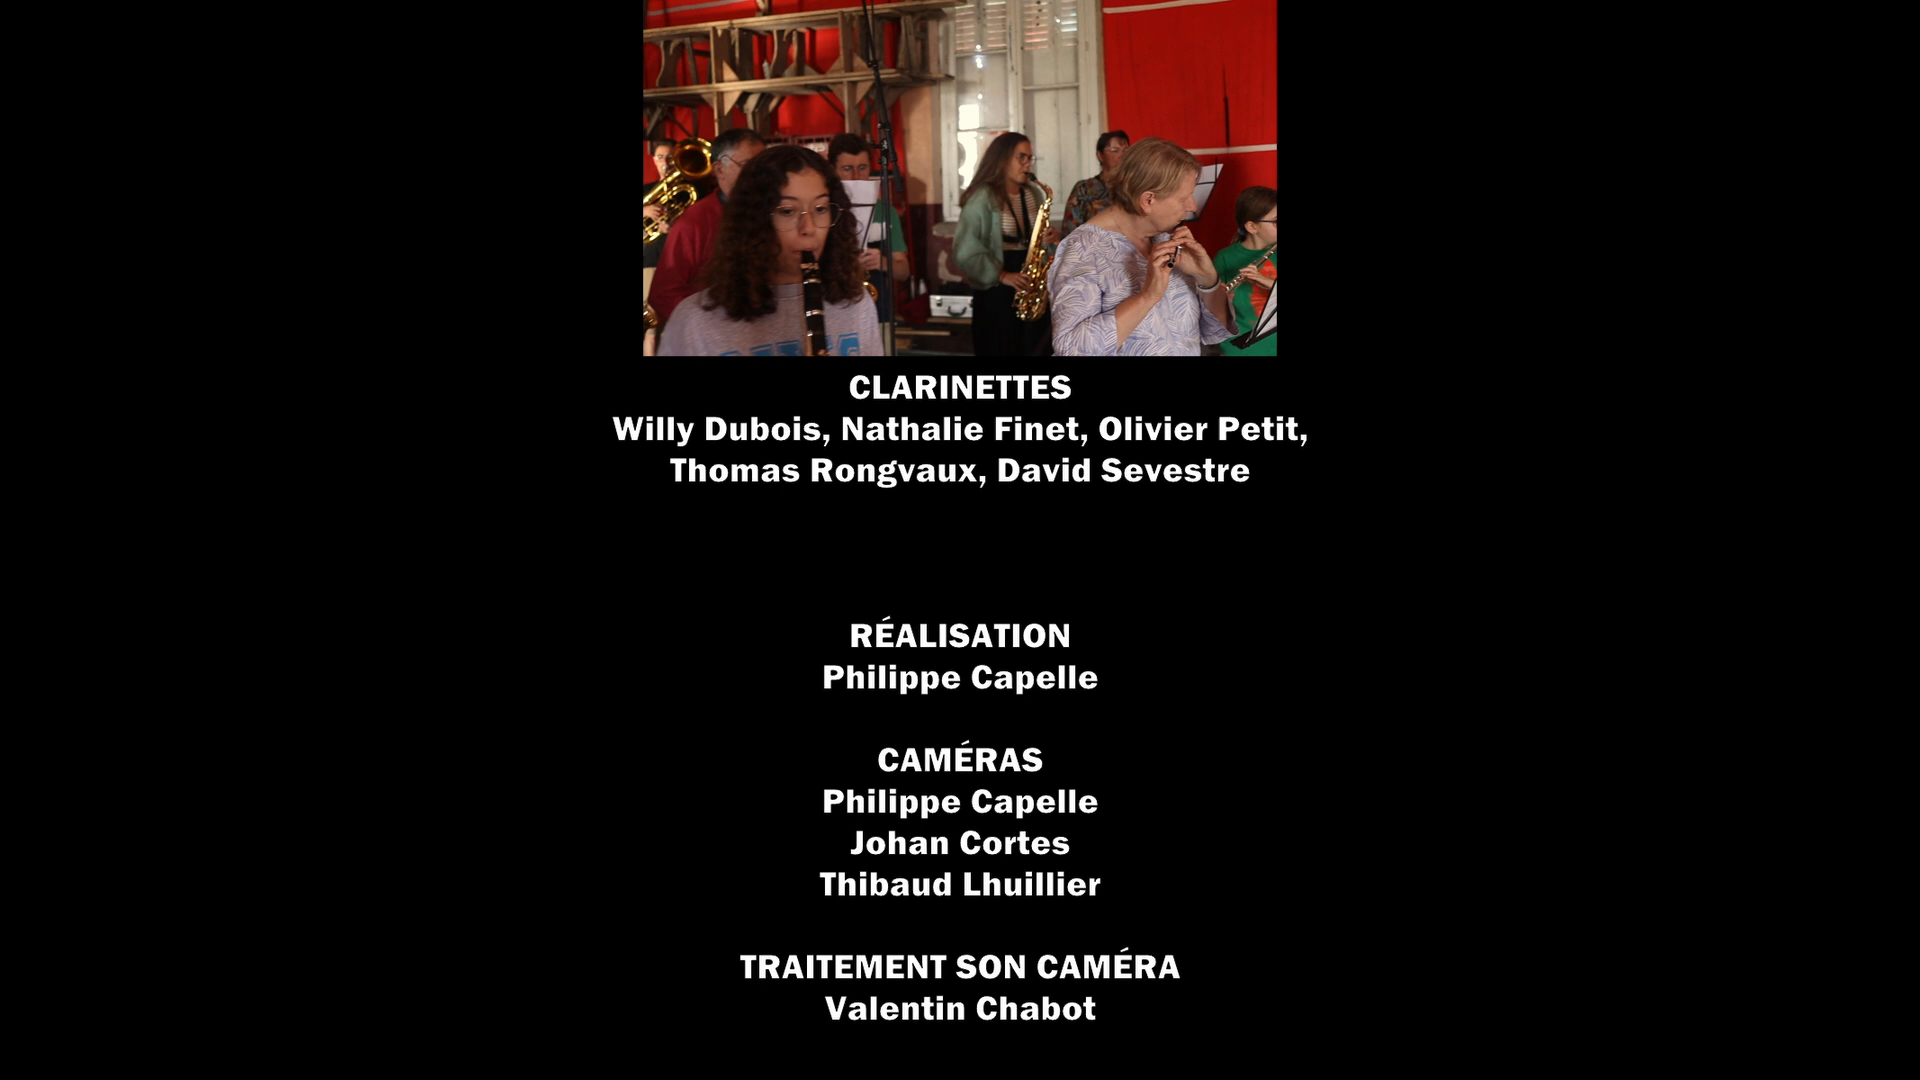 CLARINETTES
Willy Dubois, Nathalie Finet, Olivier Petit,
Thomas Rongvaux, David Sevestre
RÉALISATION
Philippe Capelle
CAMÉRAS
Philippe Capelle
Johan Cortes
Thibaud Lhuillier
TRAITEMENT SON CAMÉRA
Valentin Chabot